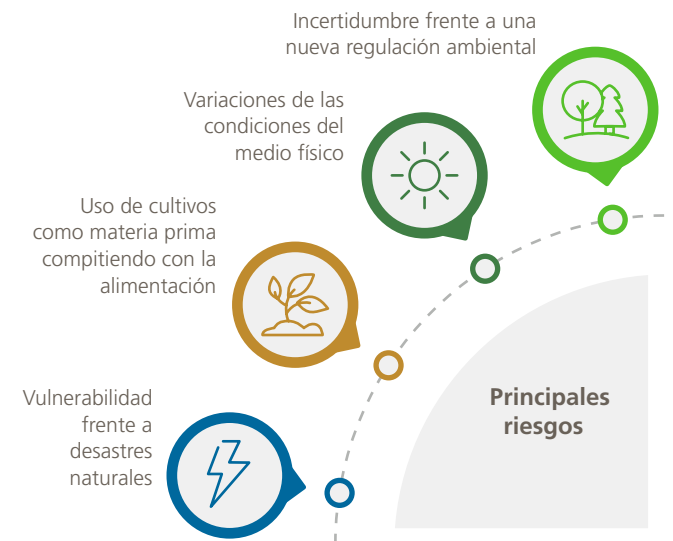 Incertidumbre frente a una
nueva regulación ambiental
Variaciones de las
condiciones del
medio físico
Uso de cultivos
como materia prima
compitiendo con la
alimentación
Vulnerabilidad
frente a
desastres
naturales
Principales
riesgos